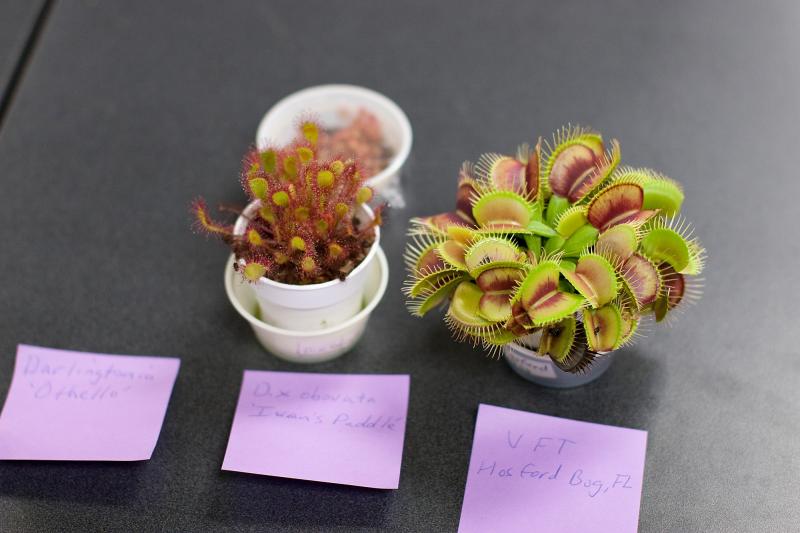 Darlingtonia
'Othello'
D. x obovata
'Iwan's Paddle'
VFT
Hosford Bog, FL